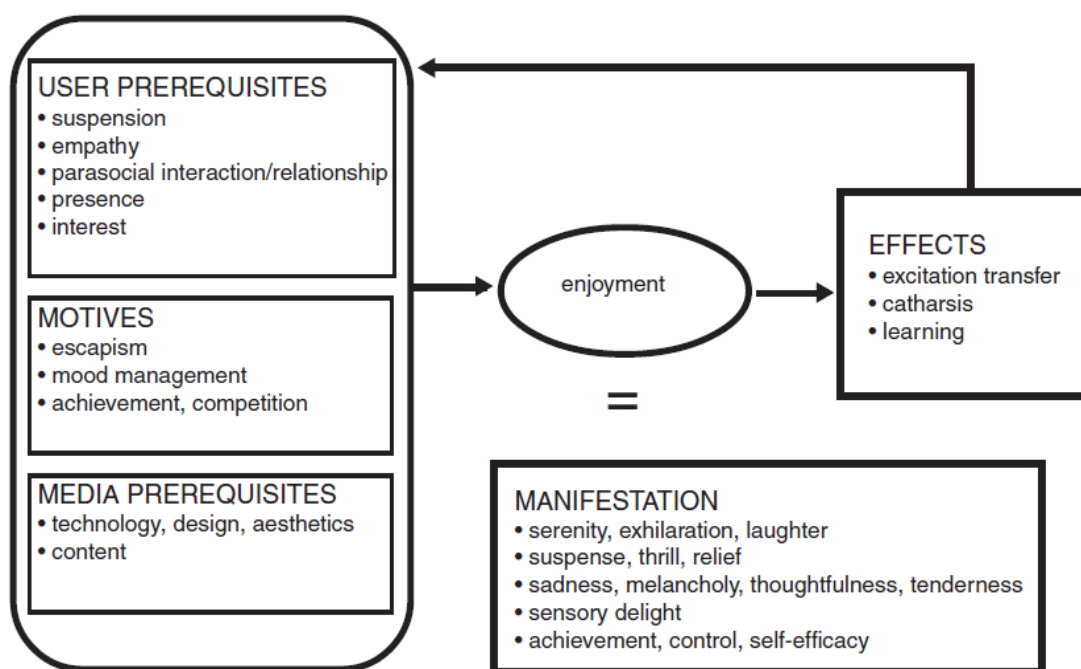 USER PREREQUISITES
• suspension
• empathy
• parasocial interaction/relationship
• presence
• interest
MOTIVES
• escapism
• mood management
• achievement, competition
MEDIA PREREQUISITES
• technology, design, aesthetics
• content
enjoyment
=
EFFECTS
• excitation transfer
• catharsis
• learning
MANIFESTATION
• serenity, exhilaration, laughter
• suspense, thrill, relief
• sadness, melancholy, thoughtfulness, tenderness
• sensory delight
• achievement, control, self-efficacy